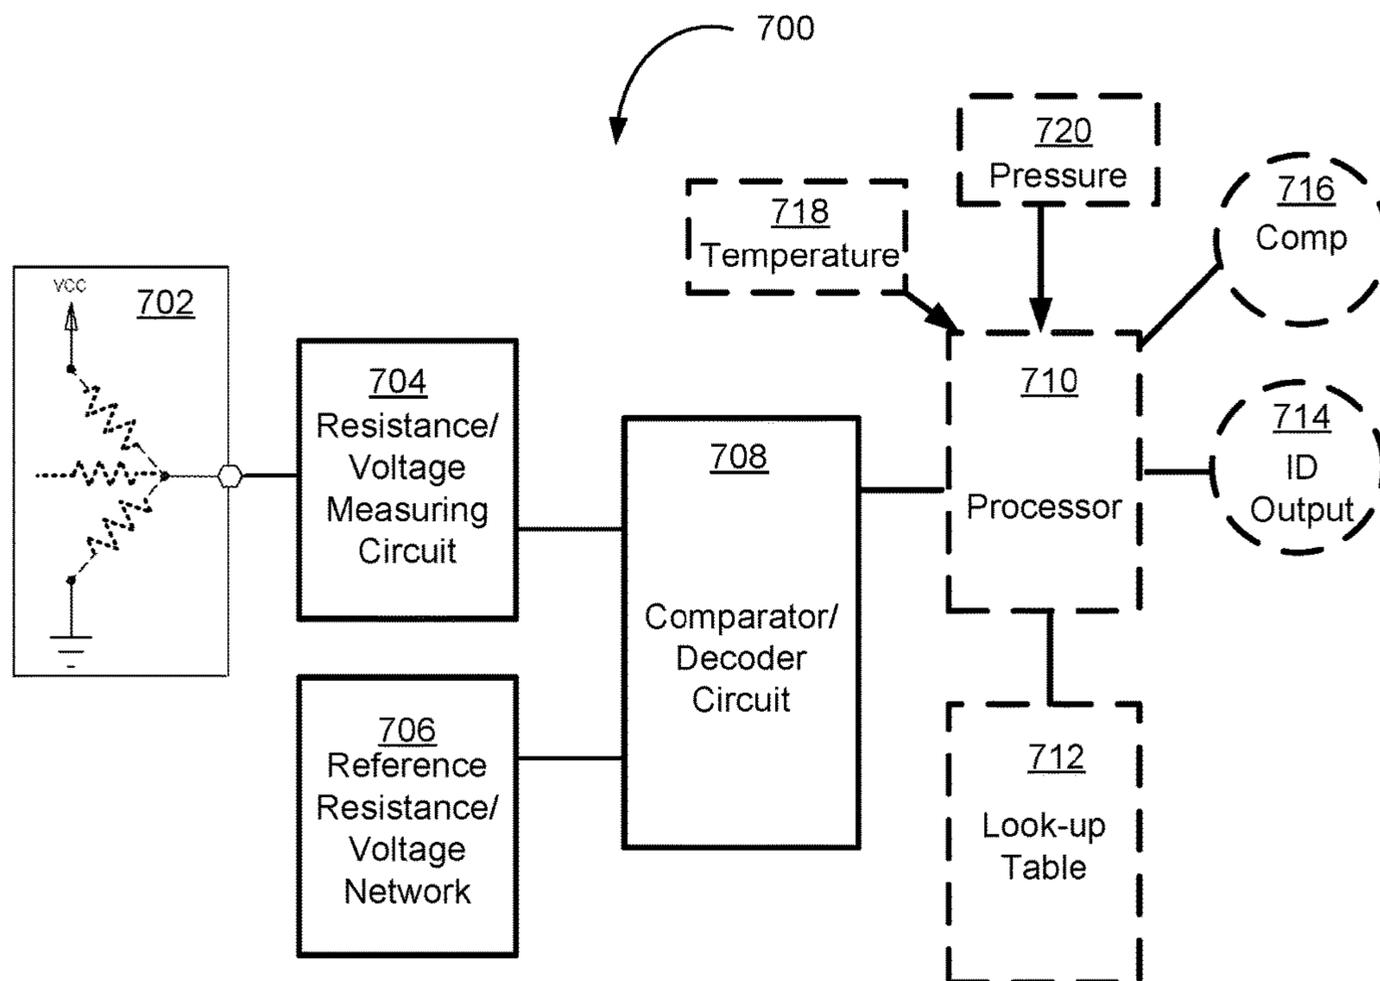 700
720
Pressure
716
Comp
718
Temperature
VCC
702
704
Resistance/
Voltage
Measuring
Circuit
710
Processor
714
ID
Output
708
Comparator/
Decoder
Circuit
706
Reference
Resistance/
Voltage
Network
712
Look-up
Table